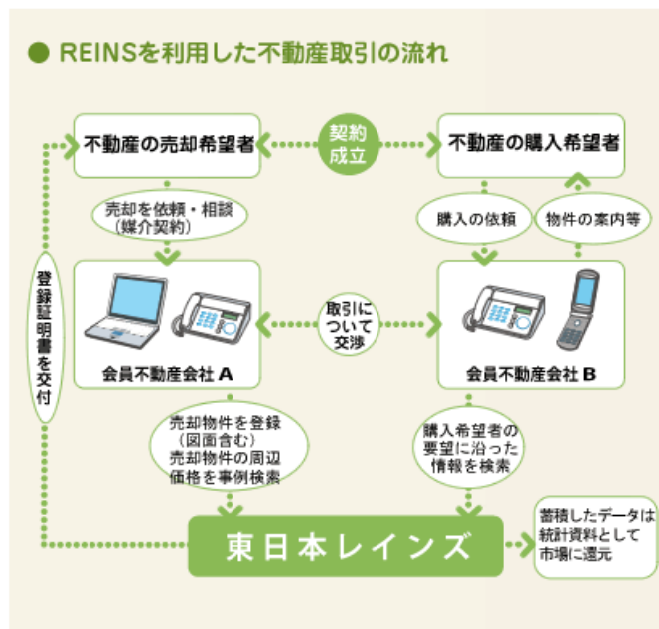 ● REINSを利用した不動産取引の流れ
不動産の売却希望者
契約
成立
不動産の購入希望者
売却を依頼・相談
(媒介契約)
購入の依頼
物件の案内等
登録証明書を交付
取引に
ついて
交渉
会員不動産会社 A
会員不動産会社 B
売却物件を登録
(図面含む)
売却物件の周辺
価格を事例検索
購入希望者の
要望に沿った
情報を検索
東日本レインズ
蓄積したデータは
統計資料として
市場に還元